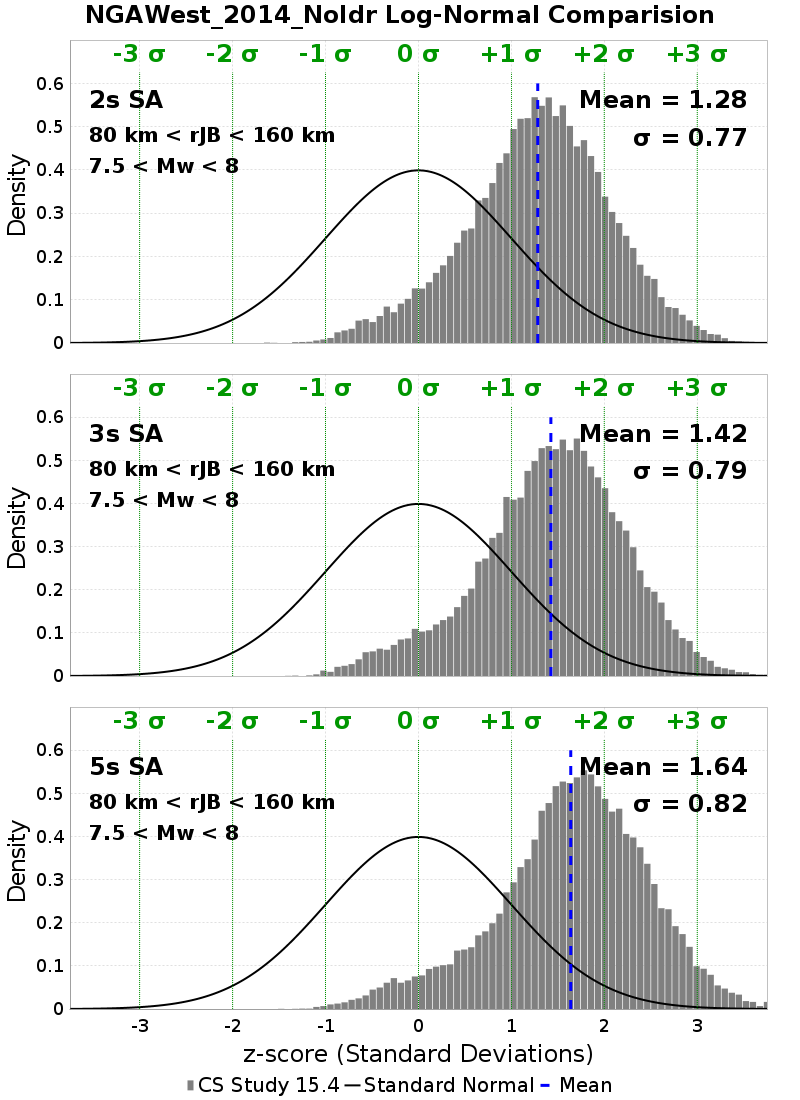 NGAWest_2014_NoIdr Log-Normal Comparision
-3 σ -2 σ -1 σ 0 σ +1 σ +2 σ +3 σ
0.6
2s SA Mean = 1.28
0.5
80 km < rJB < 160 km σ = 0.77
7.5 < Mw < 8
0.4
Density
0.3
0.2
0.1
0
-3 σ -2 σ -1 σ 0 σ +1 σ +2 σ +3 σ
0.6
3s SA Mean = 1.42
0.5
80 km < rJB < 160 km σ = 0.79
7.5 < Mw < 8
0.4
Density
0.3
0.2
0.1
0
-3 σ -2 σ -1 σ 0 σ +1 σ +2 σ +3 σ
0.6
5s SA Mean = 1.64
0.5
80 km < rJB < 160 km σ = 0.82
7.5 < Mw < 8
0.4
Density
0.3
0.2
0.1
0
-3 -2 -1 0 1 2 3
z-score (Standard Deviations)
CS Study 15.4 Standard Normal Mean